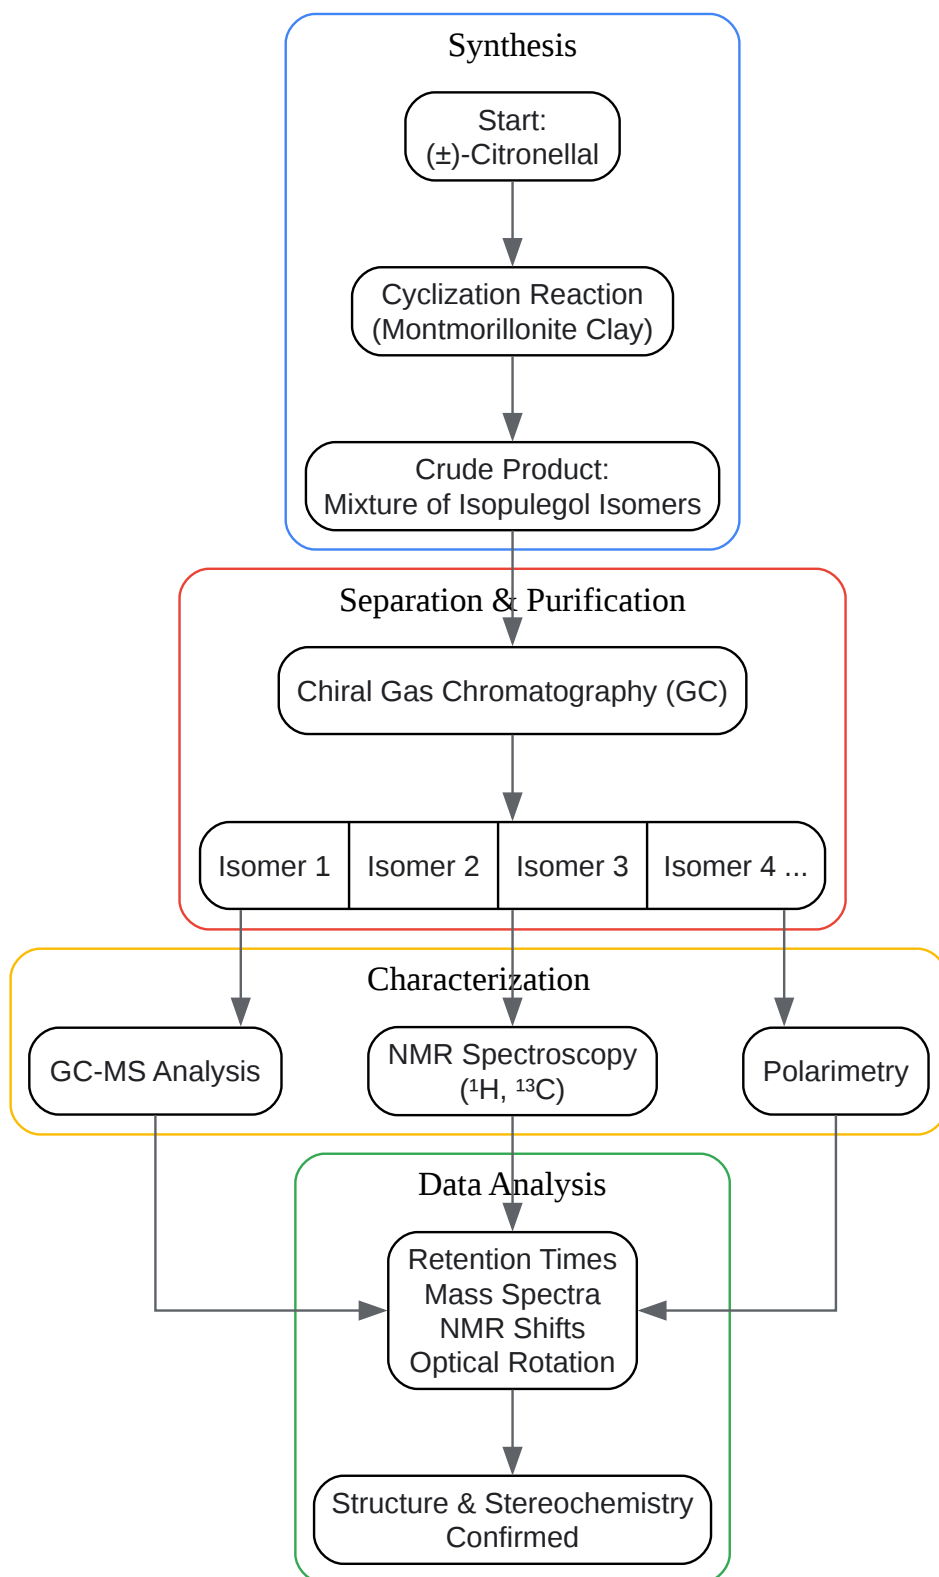 Synthesis
Start:
(±)-Citronellal
Cyclization Reaction
(Montmorillonite Clay)
Crude Product:
Mixture of Isopulegol Isomers
Separation & Purification
Chiral Gas Chromatography (GC)
Isomer 1
Isomer 2
Isomer 3
Isomer 4 ...
Characterization
GC-MS Analysis
NMR Spectroscopy
(¹H, ¹³C)
Polarimetry
Data Analysis
Retention Times
Mass Spectra
NMR Shifts
Optical Rotation
Structure & Stereochemistry
Confirmed